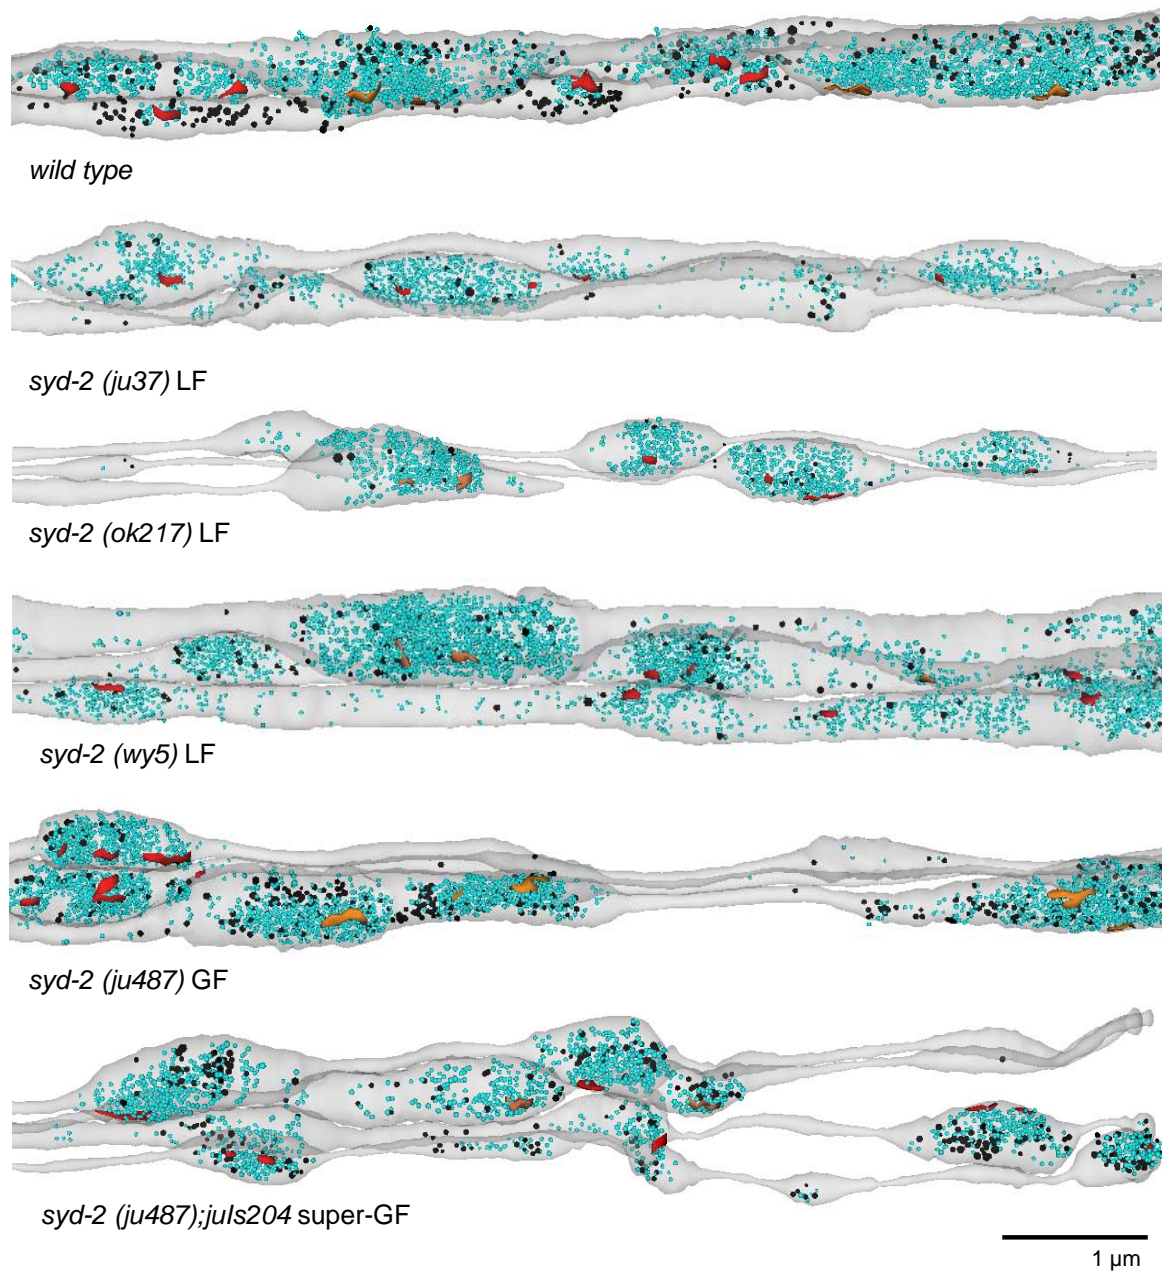 wild type
syd-2 (ju37) LF
syd-2 (ok217) LF
syd-2 (wy5) LF
syd-2 (ju487) GF
syd-2 (ju487);juIs204 super-GF
1 µm